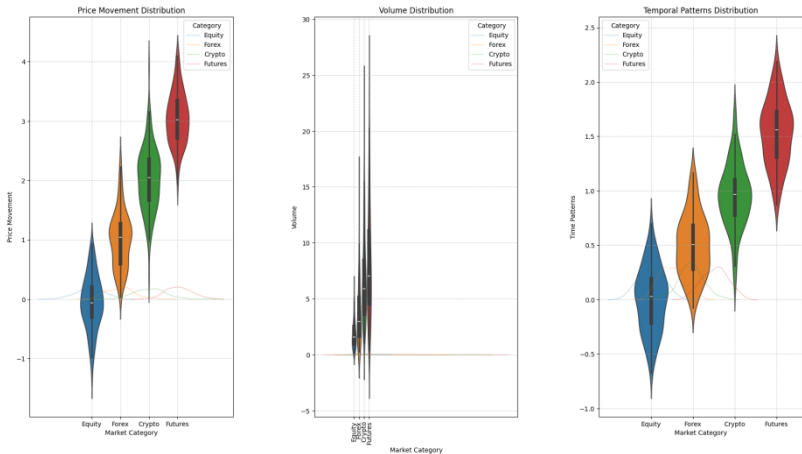 Price Movement Distribution
Category
Equity
Forex
Crypto
Futures
4
3
2
1
0
−1
Price Movement
Equity Forex Crypto Futures
Market Category
Volume Distribution
Category
Equity
Forex
Crypto
Futures
30
25
20
15
10
5
0
−5
Volume
Equity
Forex
Crypto
Futures
Market Category
Temporal Patterns Distribution
Category
Equity
Forex
Crypto
Futures
2.5
2.0
1.5
1.0
0.5
0.0
−0.5
−1.0
Time Patterns
Equity Forex Crypto Futures
Market Category